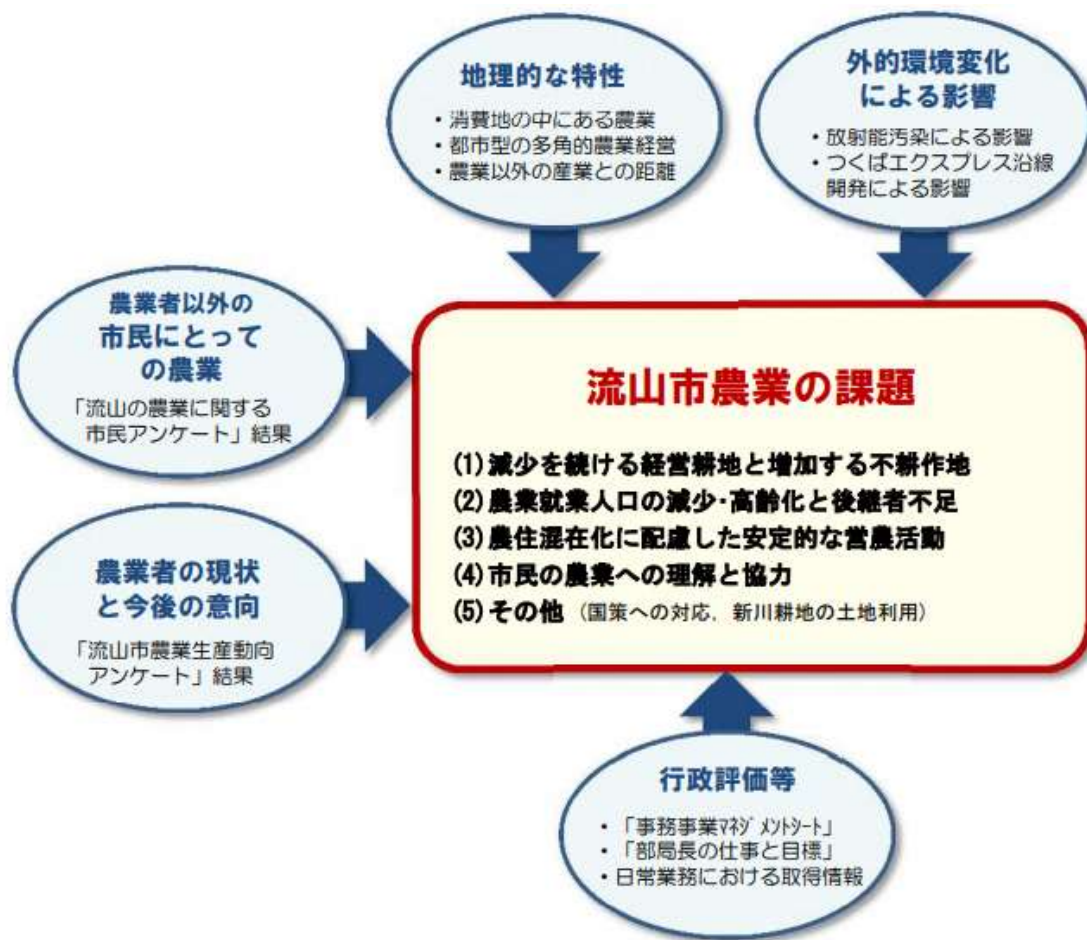 地理的な特性
・消費地の中にある農業
・都市型の多角的農業経営
・農業以外の産業との距離
外的環境変化
による影響
・放射能汚染による影響
・つくばエクスプレス沿線
開発による影響
農業者以外の
市民にとって
の農業
「流山の農業に関する
市民アンケート」結果
農業者の現状
と今後の意向
「流山市農業生産動向
アンケート」結果
流山市農業の課題
(1)減少を続ける経営耕地と増加する不耕作地
(2)農業就業人口の減少・高齢化と後継者不足
(3)農住混在化に配慮した安定的な営農活動
(4)市民の農業への理解と協力
(5)その他（国策への対応，新川耕地の土地利用）
行政評価等
・「事務事業ﾏﾈｼﾞﾒﾝﾄｼｰﾄ」
・「部局長の仕事と目標」
・日常業務における取得情報